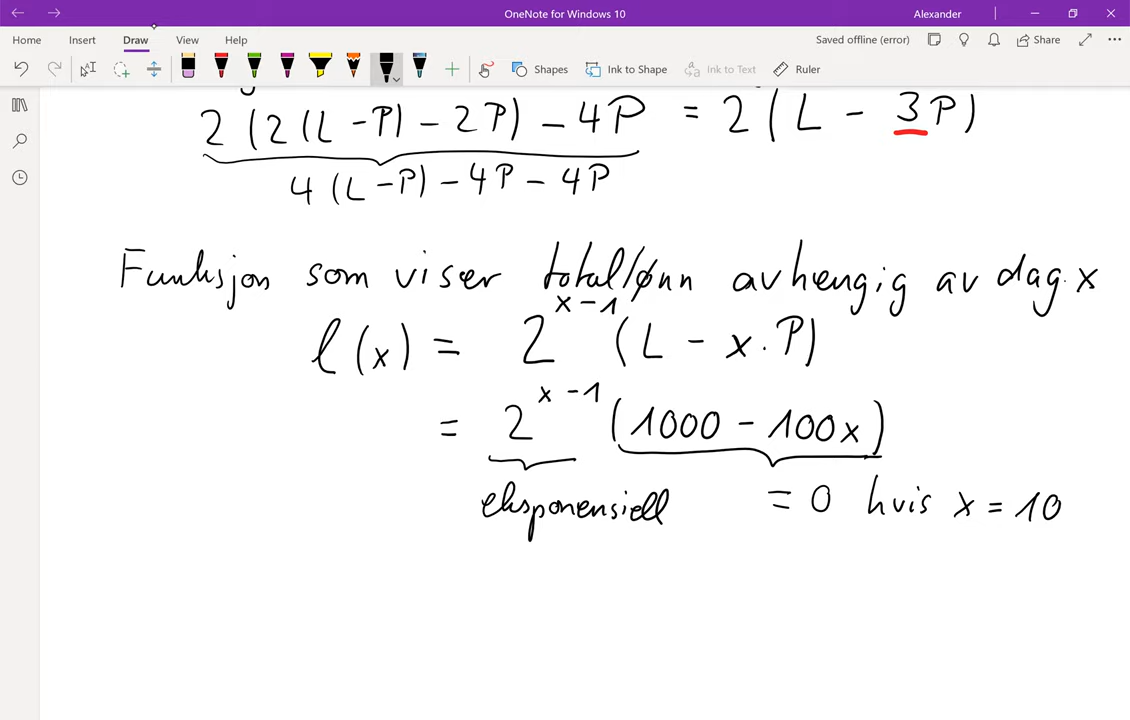 OneNote for Windows 10
Alexander
Home Insert Draw View Help
Saved offline (error)
Share
Shapes
Ink to Shape
Ink to Text
Ruler
2 (2 (L - P) - 2P) - 4P = 2 (L - 3P)
4 (L - P) - 4P - 4P
Funksjon som viser totallønn avhengig av dag x
l(x) = 2^{x-1} (L - x · P)
= 2^{x-1} (1000 - 100x)
eksponensiell = 0 hvis x = 10